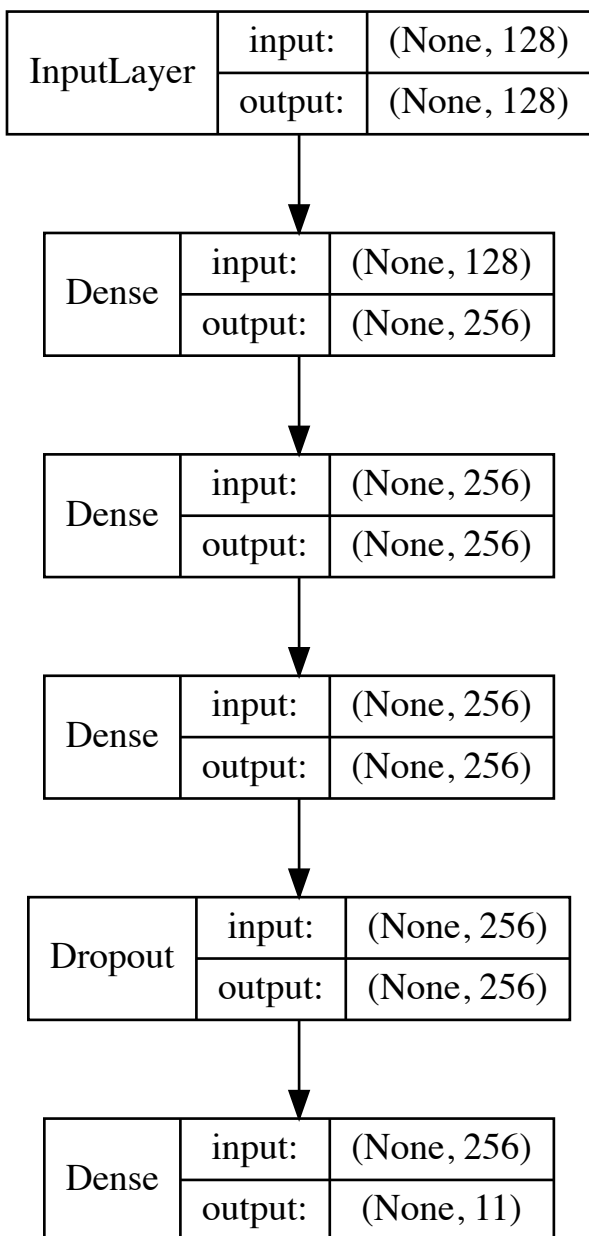 InputLayer input: (None, 128)
output: (None, 128)
Dense input: (None, 128)
output: (None, 256)
Dense input: (None, 256)
output: (None, 256)
Dense input: (None, 256)
output: (None, 256)
Dropout input: (None, 256)
output: (None, 256)
Dense input: (None, 256)
output: (None, 11)